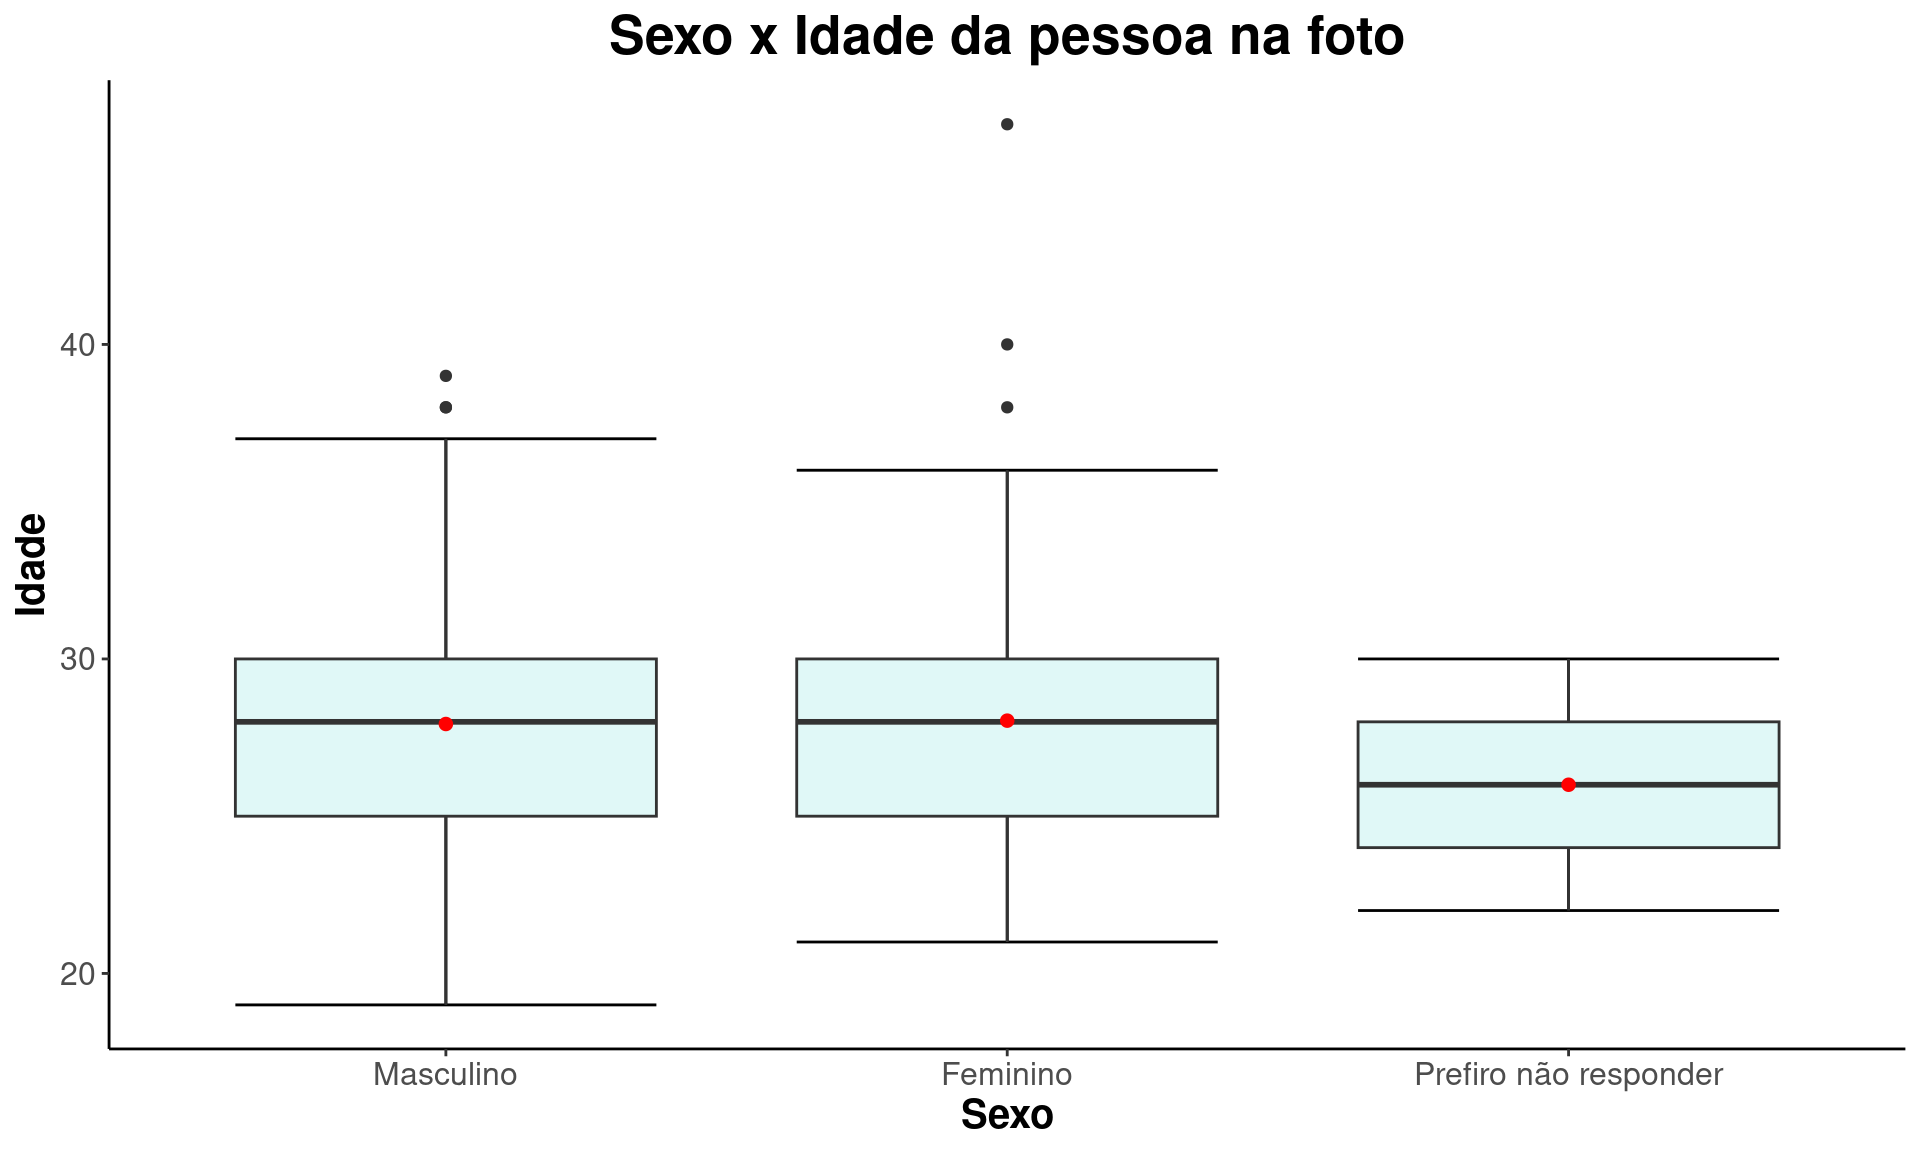 Sexo x Idade da pessoa na foto
Idade
40
30
20
Masculino
Feminino
Prefiro não responder
Sexo